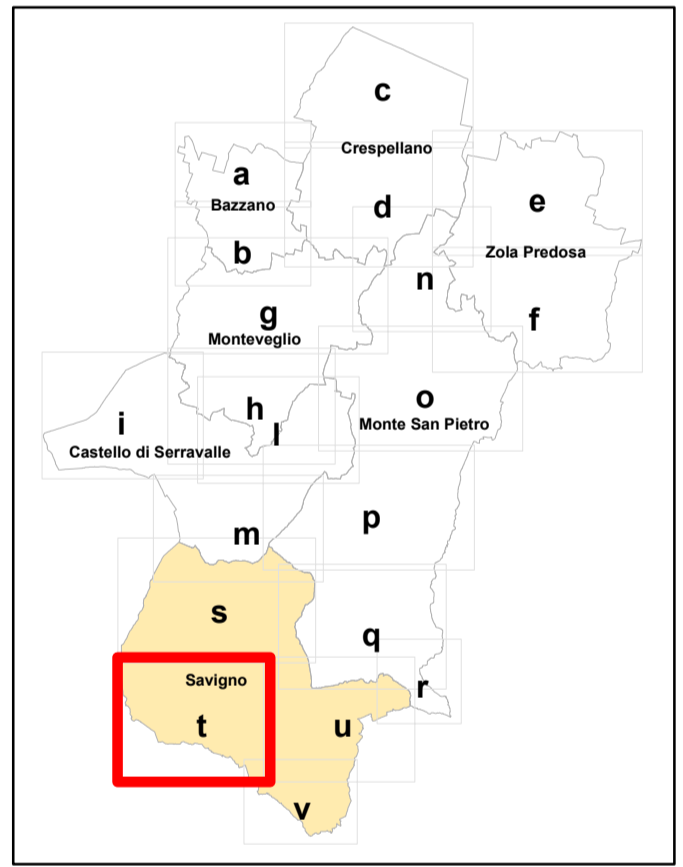 c
Crespellano
a
Bazzano
d
e
b
Zola Predosa
n
g
Monteveglio
f
h
l
o
Monte San Pietro
i
Castello di Serravalle
p
m
s
q
Savigno
r
t
u
v